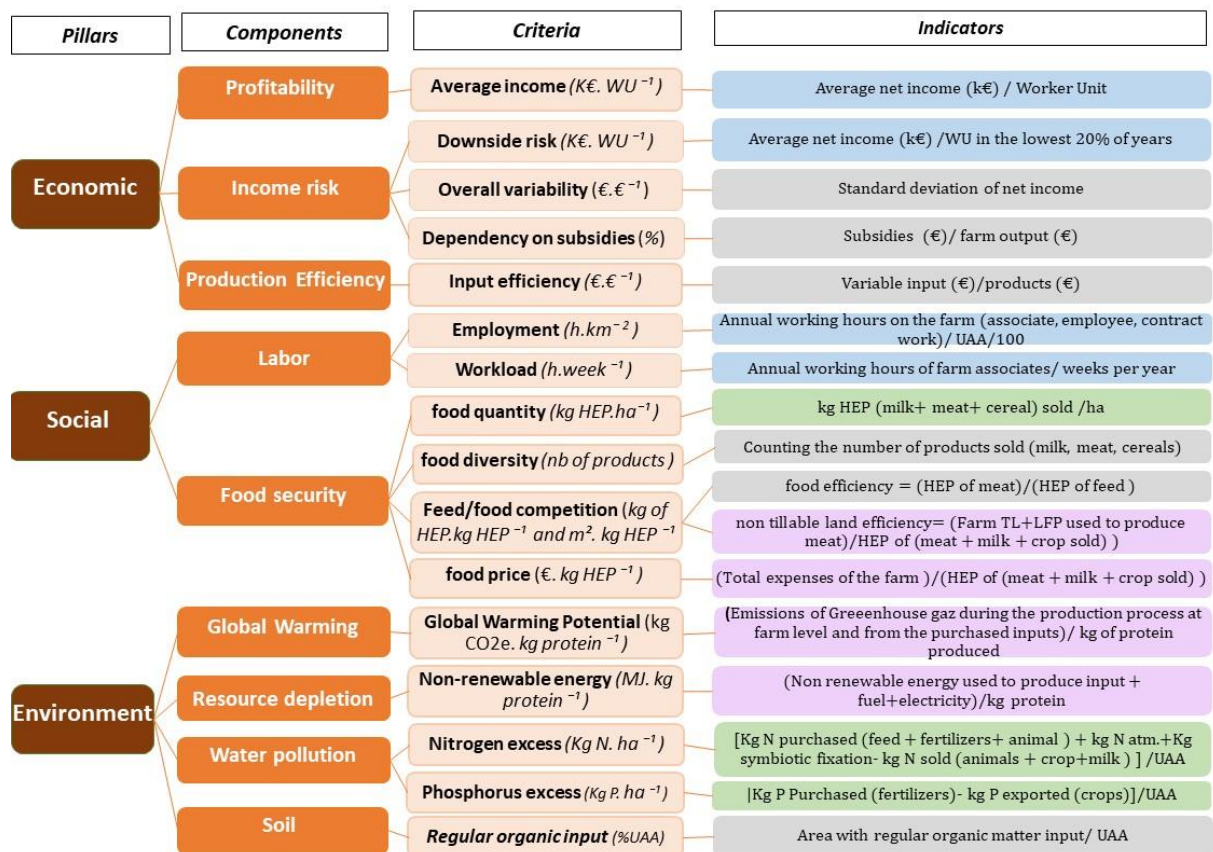 Pillars
Components
Criteria
Indicators
Economic
Profitability
Average income (K€. WU ⁻¹)
Average net income (k€) / Worker Unit
Income risk
Downside risk (K€. WU ⁻¹)
Average net income (k€) /WU in the lowest 20% of years
Overall variability (€.€ ⁻¹)
Standard deviation of net income
Dependency on subsidies (%)
Subsidies (€)/ farm output (€)
Production Efficiency
Input efficiency (€.€ ⁻¹)
Variable input (€)/products (€)
Social
Labor
Employment (h.km⁻²)
Annual working hours on the farm (associate, employee, contract
work)/ UAA/100
Workload (h.week ⁻¹)
Annual working hours of farm associates/ weeks per year
Food security
food quantity (kg HEP.ha⁻¹)
kg HEP (milk+ meat+ cereal) sold /ha
food diversity (nb of products )
Counting the number of products sold (milk, meat, cereals)
Feed/food competition (kg of
HEP.kg HEP ⁻¹ and m². kg HEP ⁻¹
food efficiency = (HEP of meat)/(HEP of feed )
non tillable land efficiency= (Farm TL+LFP used to produce
meat)/HEP of (meat + milk + crop sold) )
food price (€. kg HEP ⁻¹)
(Total expenses of the farm )/(HEP of (meat + milk + crop sold) )
Environment
Global Warming
Global Warming Potential (kg
CO2e. kg protein ⁻¹)
(Emissions of Greeenhouse gaz during the production process at
farm level and from the purchased inputs)/ kg of protein
produced
Resource depletion
Non-renewable energy (MJ. kg
protein ⁻¹)
(Non renewable energy used to produce input +
fuel+electricity)/kg protein
Water pollution
Nitrogen excess (Kg N. ha ⁻¹)
[Kg N purchased (feed + fertilizers+ animal ) + kg N atm.+Kg
symbiotic fixation- kg N sold (animals + crop+milk ) ] /UAA
Phosphorus excess (Kg P. ha ⁻¹)
|Kg P Purchased (fertilizers)- kg P exported (crops)]/UAA
Soil
Regular organic input (%UAA)
Area with regular organic matter input/ UAA